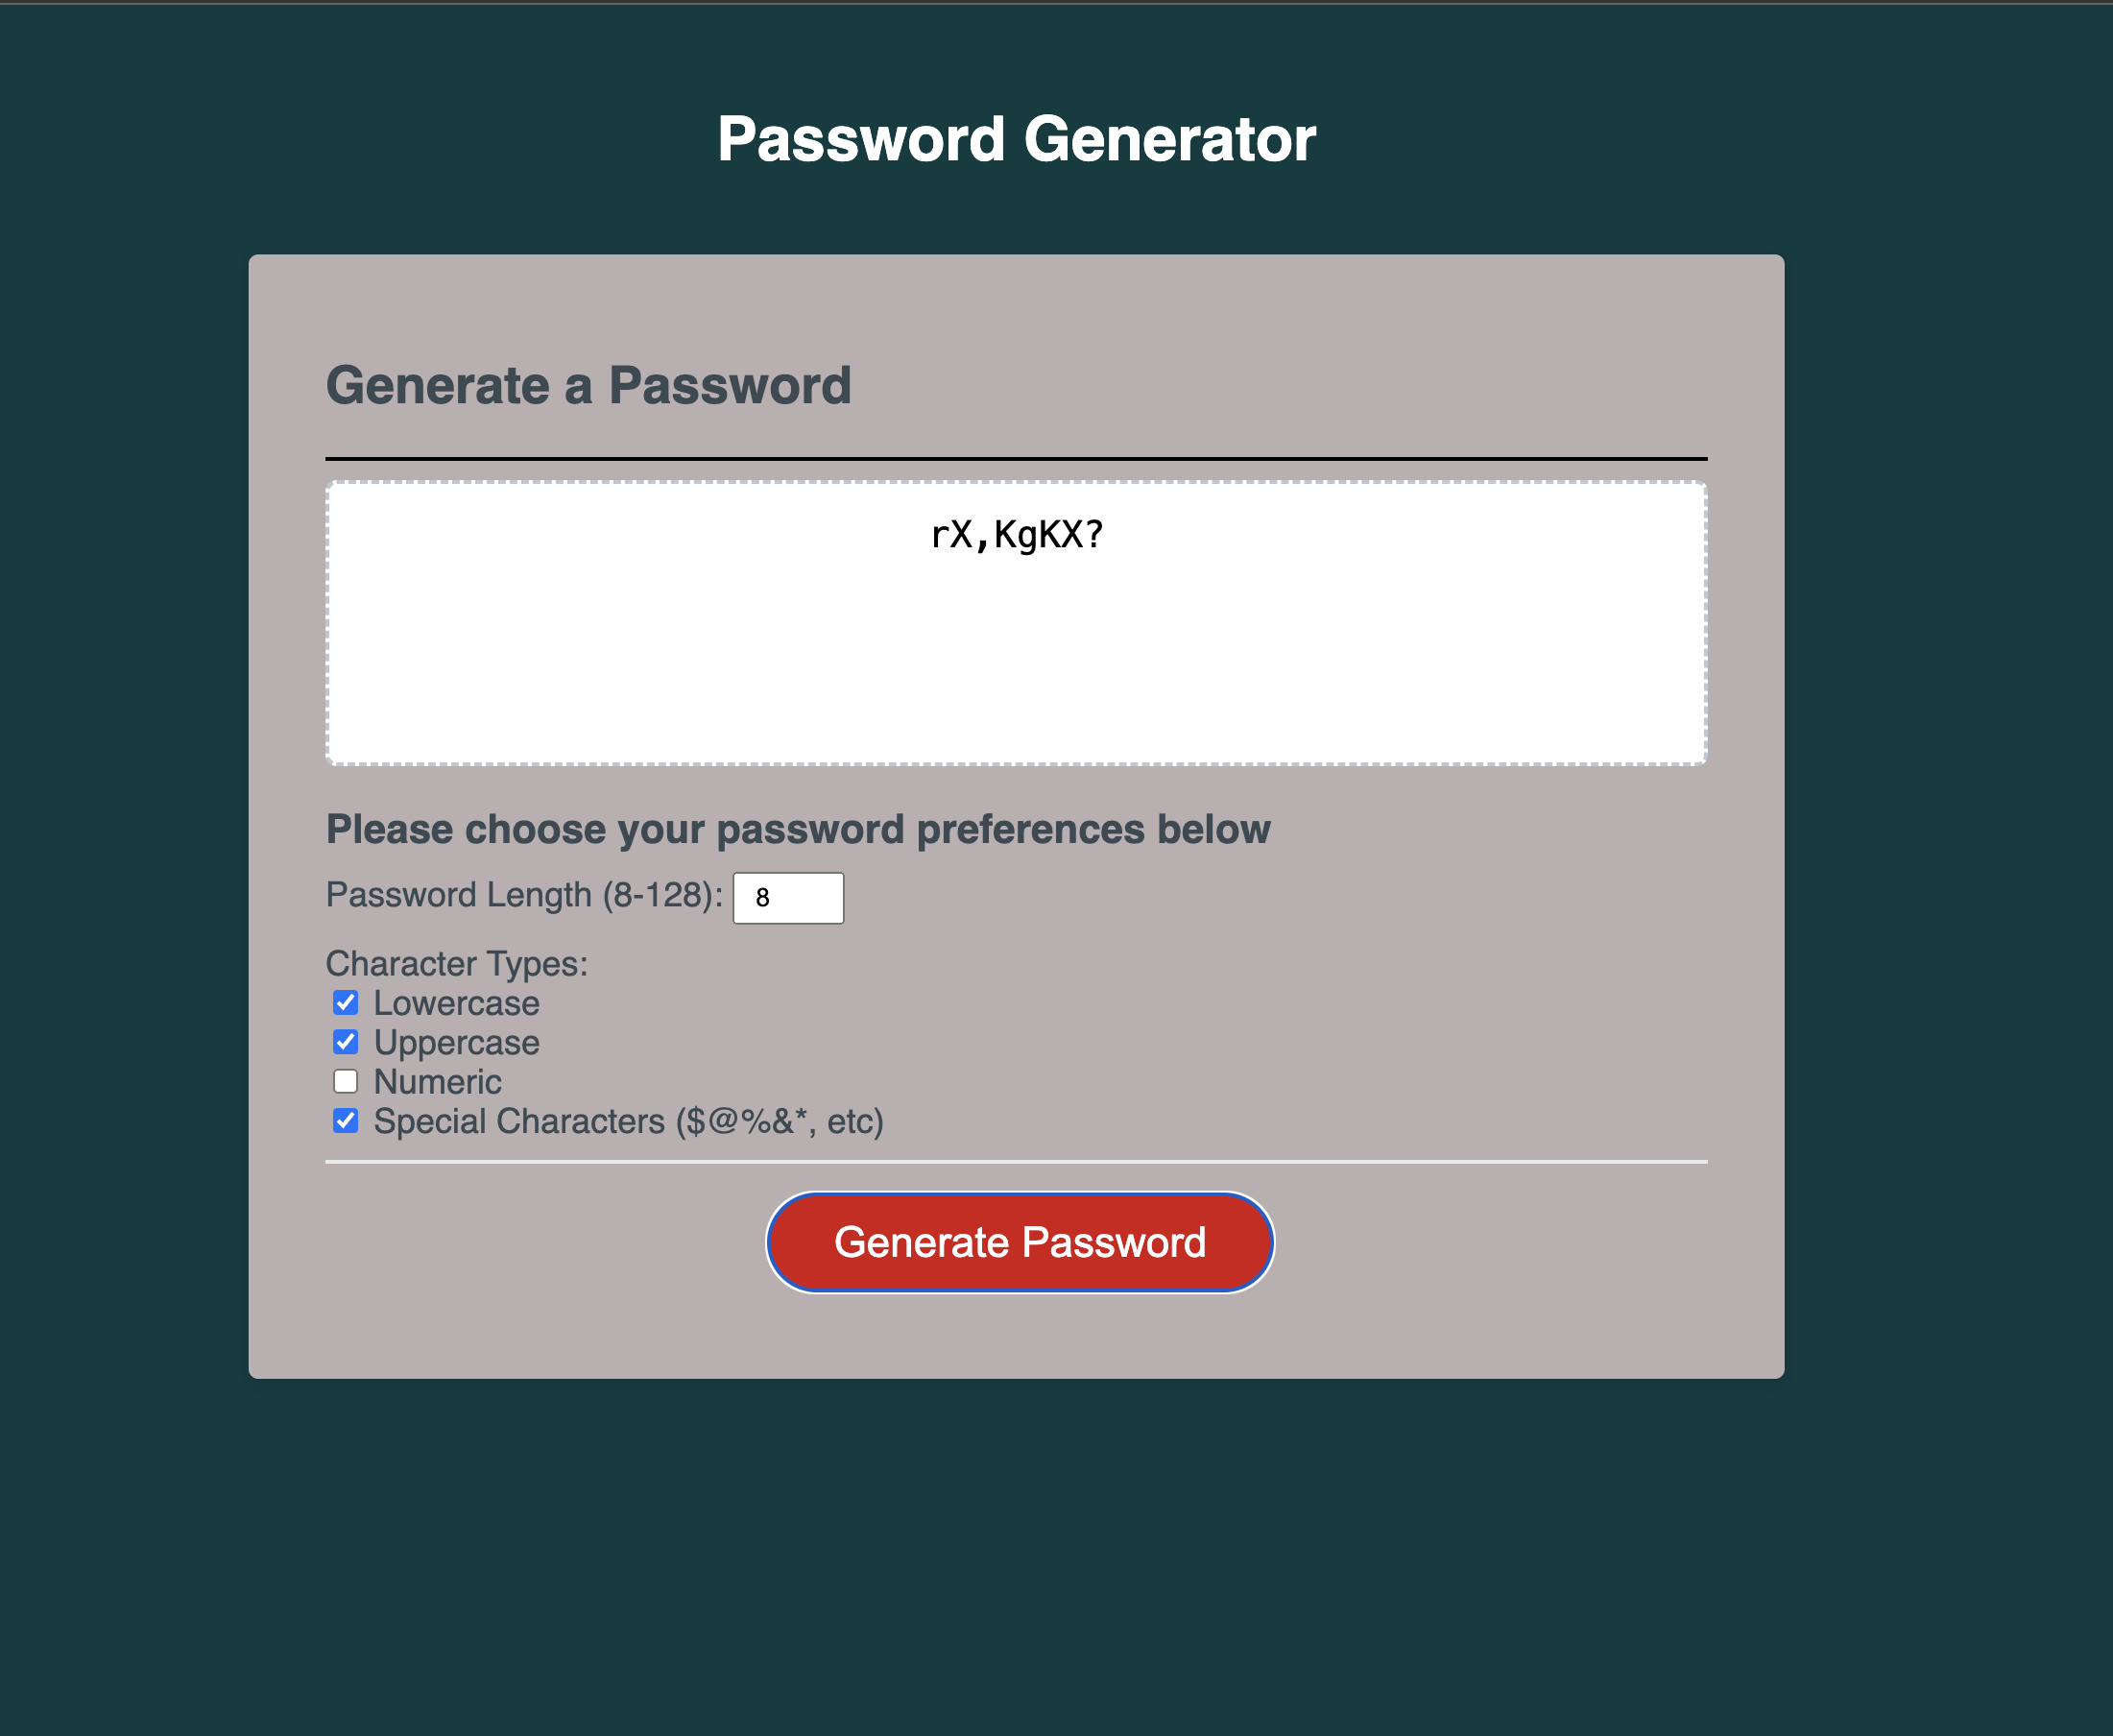 Password Generator
Generate a Password
rX,KgKX?
Please choose your password preferences below
Password Length (8-128): 8
Character Types:
Lowercase
Uppercase
Numeric
Special Characters ($@%&*, etc)
Generate Password